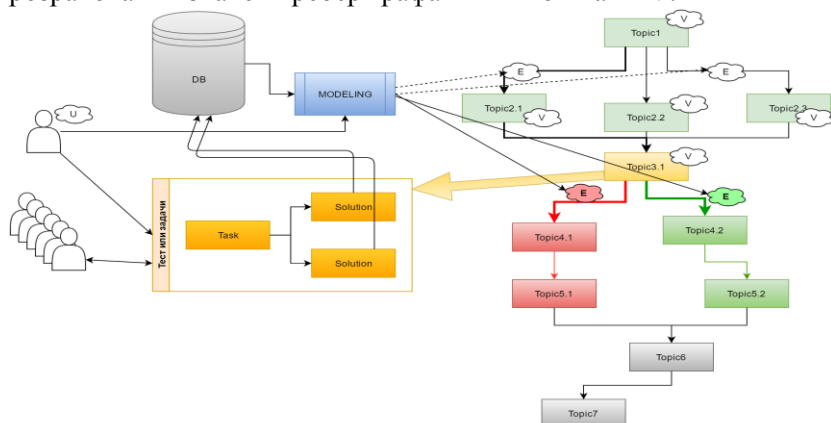 Topic1
V
E
E
DB
MODELING
Topic2.1
V
Topic2.2
V
Topic2.3
V
U
Topic3.1
V
E
E
Тест или задачи
Task
Solution
Solution
Topic4.1
Topic4.2
Topic5.1
Topic5.2
Topic6
Topic7